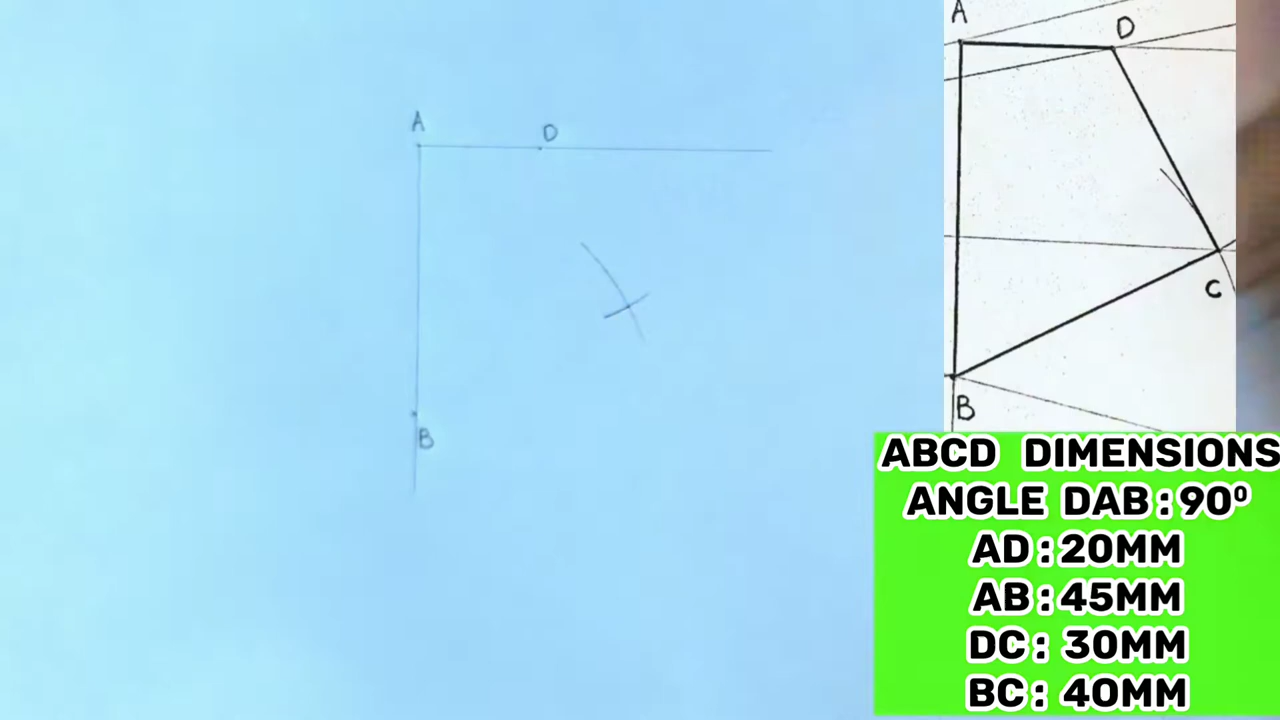 A
D
B
A
D
C
B
ABCD DIMENSIONS
ANGLE DAB : 90⁰
AD : 20MM
AB : 45MM
DC : 30MM
BC : 40MM